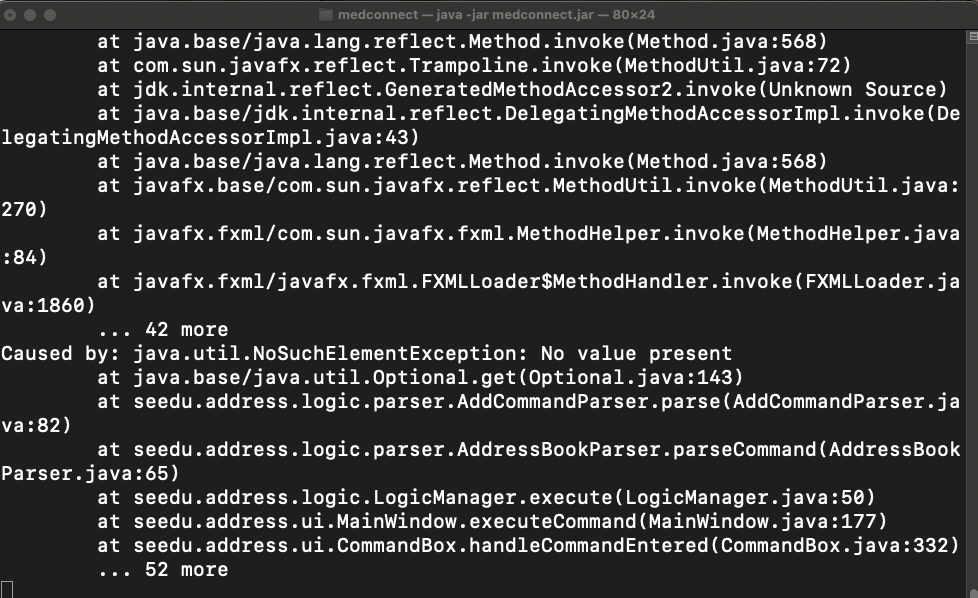 medconnect — java -jar medconnect.jar — 80×24
at java.base/java.lang.reflect.Method.invoke(Method.java:568)
at com.sun.javafx.reflect.Trampoline.invoke(MethodUtil.java:72)
at jdk.internal.reflect.GeneratedMethodAccessor2.invoke(Unknown Source)
at java.base/jdk.internal.reflect.DelegatingMethodAccessorImpl.invoke(De
legatingMethodAccessorImpl.java:43)
at java.base/java.lang.reflect.Method.invoke(Method.java:568)
at javafx.base/com.sun.javafx.reflect.MethodUtil.invoke(MethodUtil.java:
270)
at javafx.fxml/com.sun.javafx.fxml.MethodHelper.invoke(MethodHelper.java
:84)
at javafx.fxml/javafx.fxml.FXMLLoader$MethodHandler.invoke(FXMLLoader.ja
va:1860)
... 42 more
Caused by: java.util.NoSuchElementException: No value present
at java.base/java.util.Optional.get(Optional.java:143)
at seedu.address.logic.parser.AddCommandParser.parse(AddCommandParser.ja
va:82)
at seedu.address.logic.parser.AddressBookParser.parseCommand(AddressBook
Parser.java:65)
at seedu.address.logic.LogicManager.execute(LogicManager.java:50)
at seedu.address.ui.MainWindow.executeCommand(MainWindow.java:177)
at seedu.address.ui.CommandBox.handleCommandEntered(CommandBox.java:332)
... 52 more